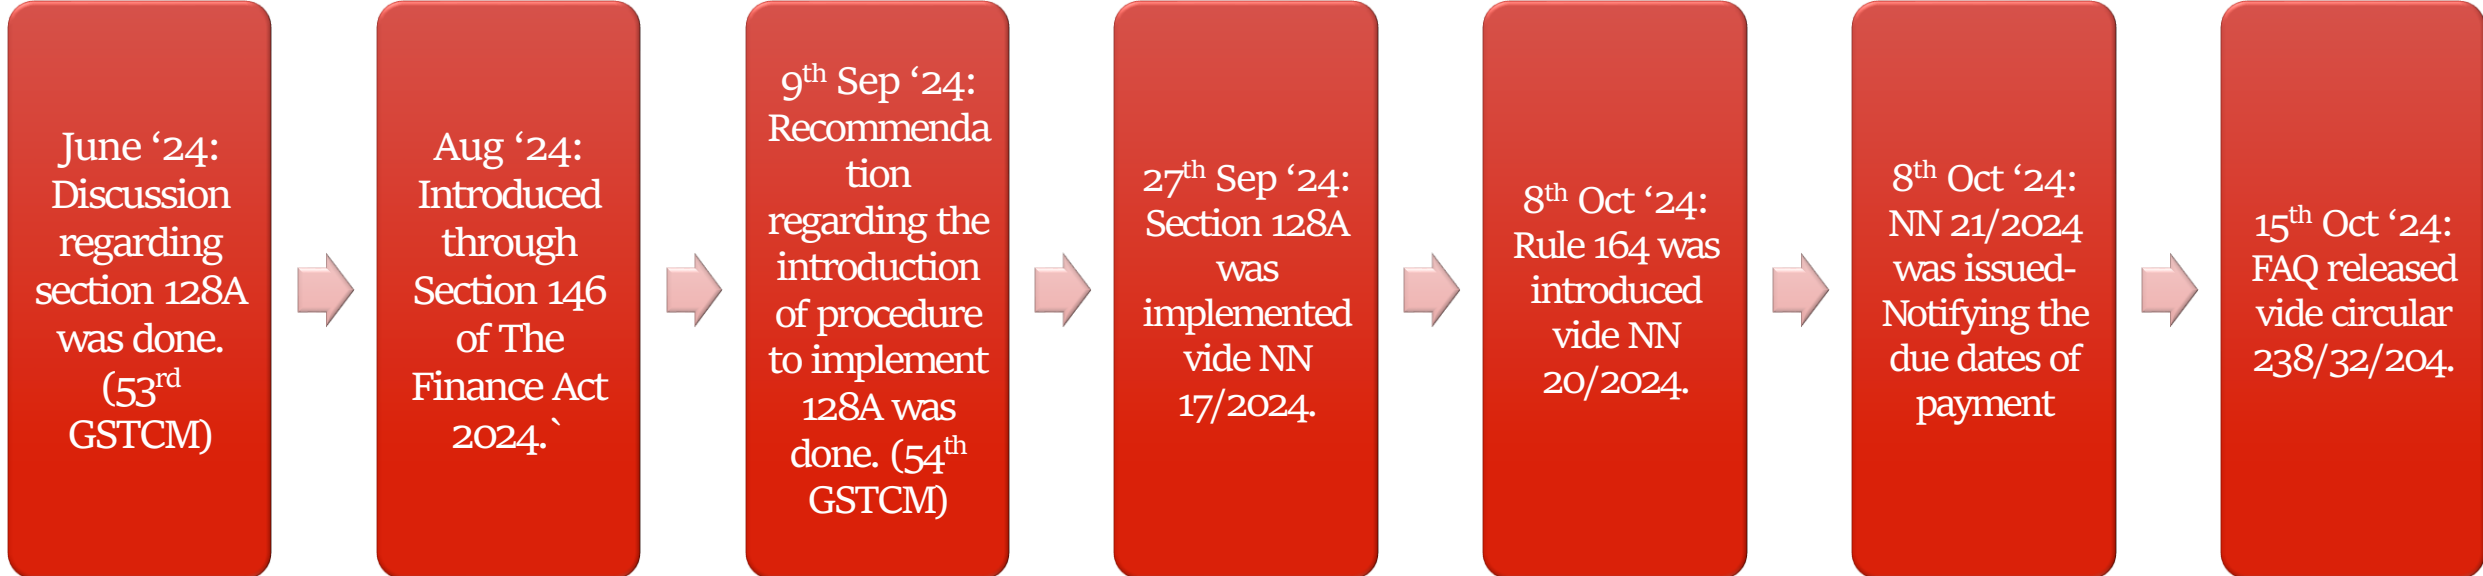 June ‘24:
Discussion
regarding
section 128A
was done.
(53rd
GSTCM)
Aug ‘24:
Introduced
through
Section 146
of The
Finance Act
2024.`
9th Sep ‘24:
Recommenda
tion
regarding the
introduction
of procedure
to implement
128A was
done. (54th
GSTCM)
27th Sep ‘24:
Section 128A
was
implemented
vide NN
17/2024.
8th Oct ‘24:
Rule 164 was
introduced
vide NN
20/2024.
8th Oct ‘24:
NN 21/2024
was issued-
Notifying the
due dates of
payment
15th Oct ‘24:
FAQ released
vide circular
238/32/204.